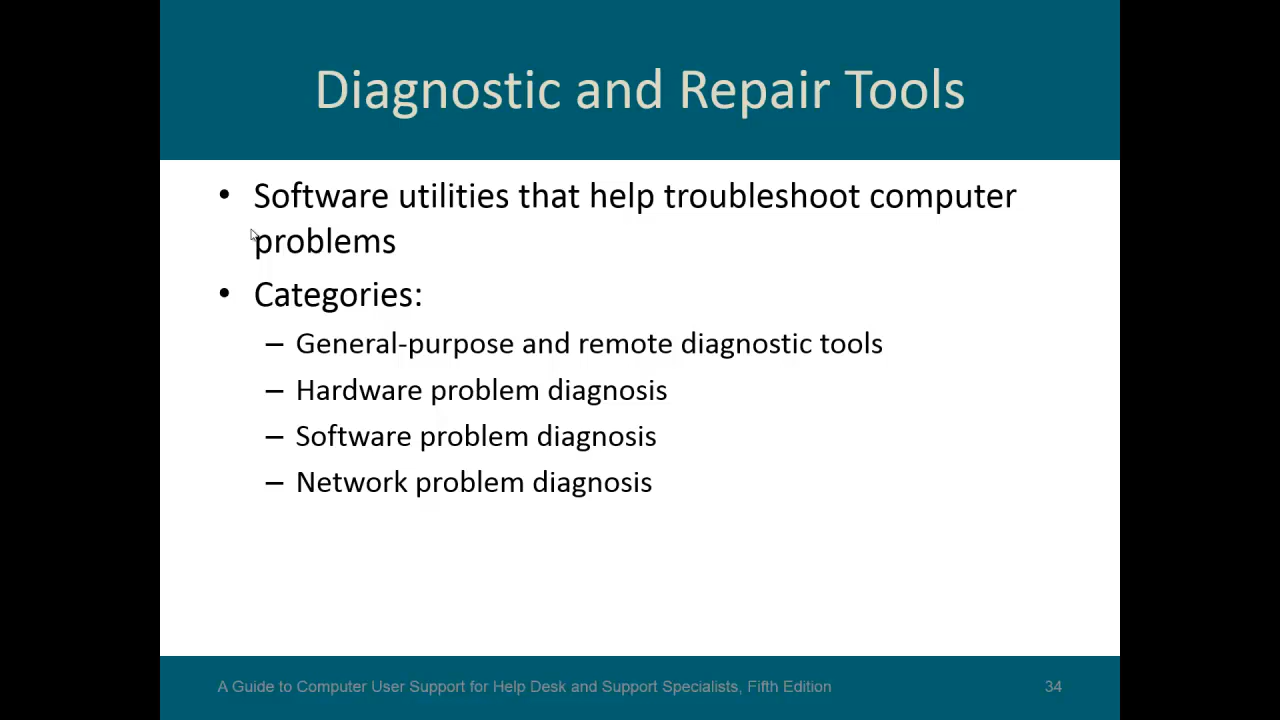 Diagnostic and Repair Tools
• Software utilities that help troubleshoot computer
problems
• Categories:
– General-purpose and remote diagnostic tools
– Hardware problem diagnosis
– Software problem diagnosis
– Network problem diagnosis
A Guide to Computer User Support for Help Desk and Support Specialists, Fifth Edition 34